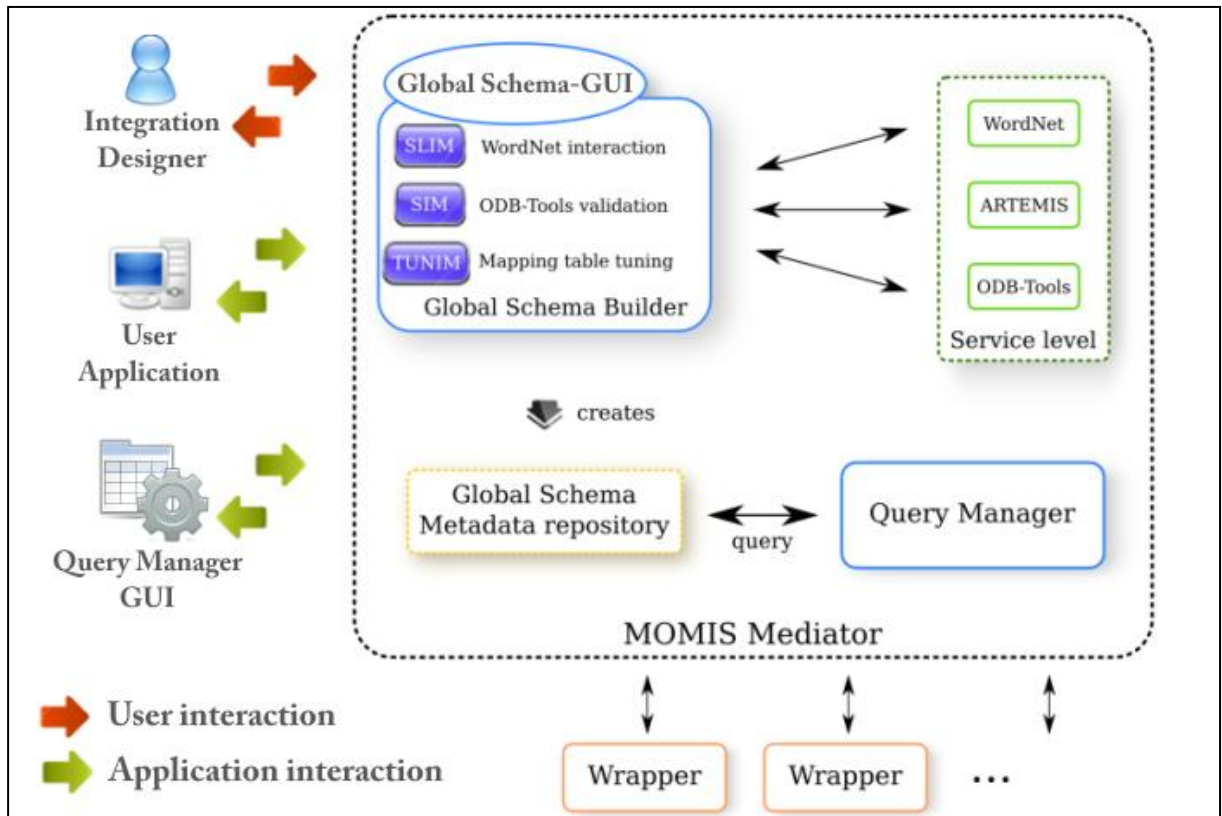 Integration
Designer
User
Application
Query Manager
GUI
Global Schema-GUI
SLIM WordNet interaction
SIM ODB-Tools validation
TUNIM Mapping table tuning
Global Schema Builder
WordNet
ARTEMIS
ODB-Tools
Service level
creates
Global Schema
Metadata repository
query
Query Manager
MOMIS Mediator
User interaction
Application interaction
Wrapper
Wrapper
...